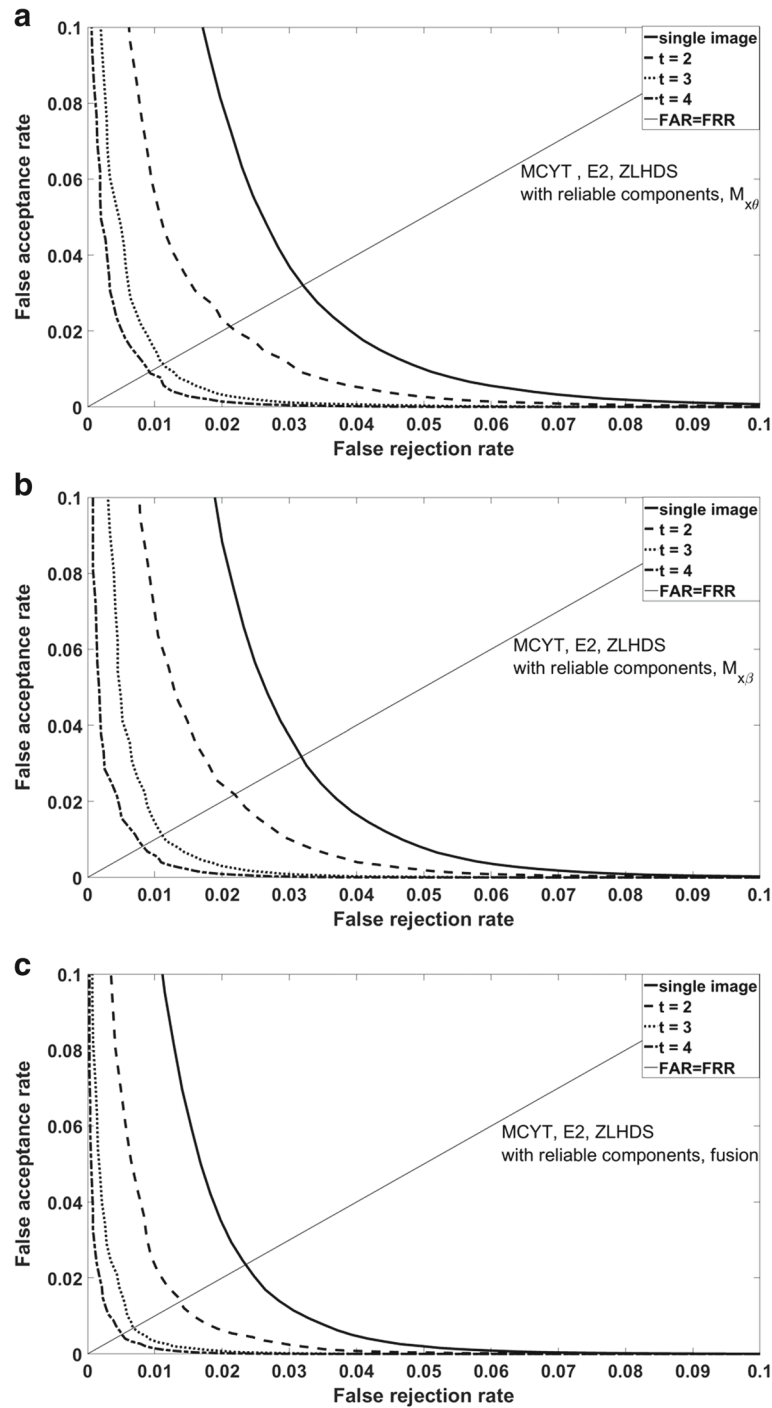 a
0.1
0.08
0.06
0.04
0.02
0
False acceptance rate
single image
t = 2
t = 3
t = 4
FAR=FRR
MCYT , E2, ZLHDS
with reliable components, Mxθ
0 0.01 0.02 0.03 0.04 0.05 0.06 0.07 0.08 0.09 0.1
False rejection rate
b
0.1
0.08
0.06
0.04
0.02
0
False acceptance rate
single image
t = 2
t = 3
t = 4
FAR=FRR
MCYT, E2, ZLHDS
with reliable components, Mxβ
0 0.01 0.02 0.03 0.04 0.05 0.06 0.07 0.08 0.09 0.1
False rejection rate
c
0.1
0.08
0.06
0.04
0.02
0
False acceptance rate
single image
t = 2
t = 3
t = 4
FAR=FRR
MCYT, E2, ZLHDS
with reliable components, fusion
0 0.01 0.02 0.03 0.04 0.05 0.06 0.07 0.08 0.09 0.1
False rejection rate